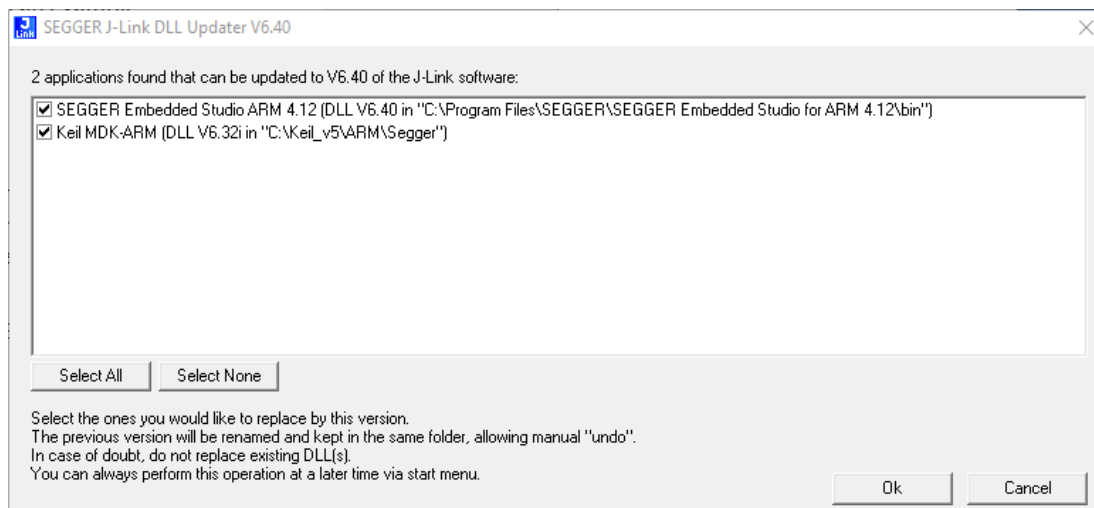 J
Link
SEGGER J-Link DLL Updater V6.40
2 applications found that can be updated to V6.40 of the J-Link software:
SEGGER Embedded Studio ARM 4.12 (DLL V6.40 in "C:\Program Files\SEGGER\SEGGER Embedded Studio for ARM 4.12\bin")
Keil MDK-ARM (DLL V6.32i in "C:\Keil_v5\ARM\Segger")
Select All
Select None
Select the ones you would like to replace by this version.
The previous version will be renamed and kept in the same folder, allowing manual "undo".
In case of doubt, do not replace existing DLL(s).
You can always perform this operation at a later time via start menu.
Ok
Cancel